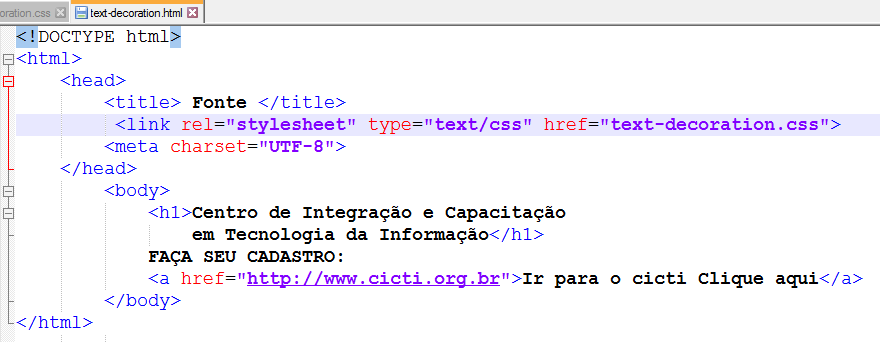 oration.css text-decoration.html
<!DOCTYPE html>
<html>
<head>
<title> Fonte </title>
<link rel="stylesheet" type="text/css" href="text-decoration.css">
<meta charset="UTF-8">
</head>
<body>
<h1>Centro de Integração e Capacitação
em Tecnologia da Informação</h1>
FAÇA SEU CADASTRO:
<a href="http://www.cicti.org.br">Ir para o cicti Clique aqui</a>
</body>
</html>